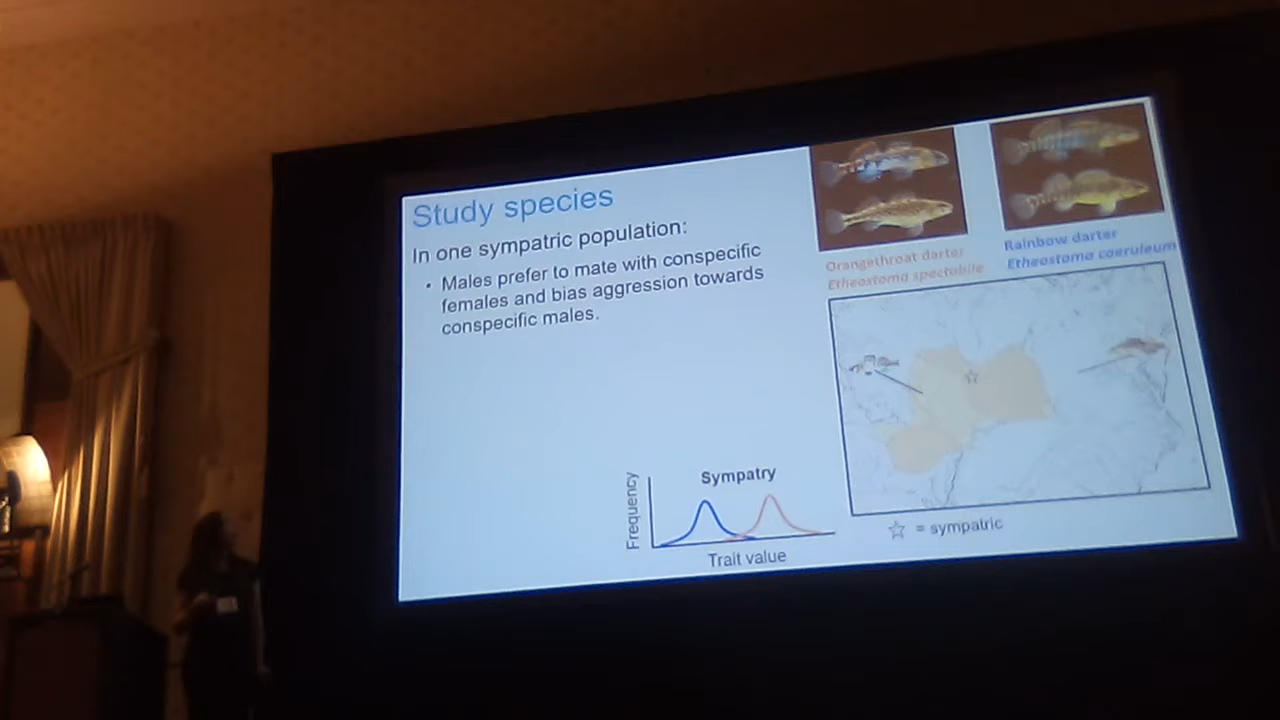 Study species
In one sympatric population:
• Males prefer to mate with conspecific
females and bias aggression towards
conspecific males.
Orangethroat darter
Etheostoma spectabile
Rainbow darter
Etheostoma caeruleum
Sympatry
Frequency
Trait value
☆ = sympatric